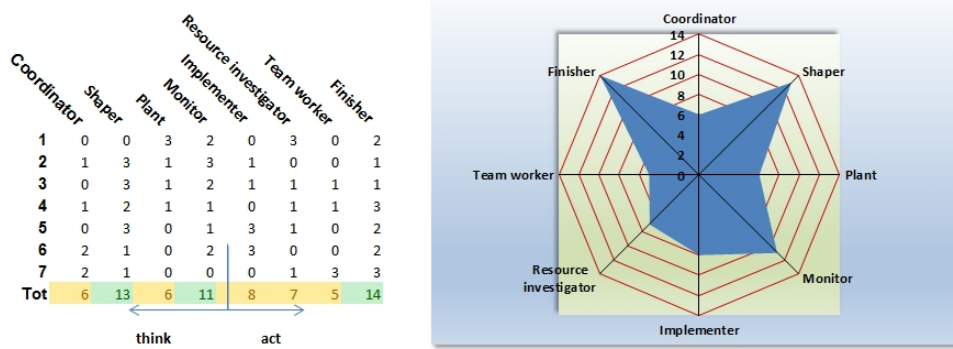 Coordinator Shaper Plant Monitor Implementer Resource investigator Team worker Finisher
1 0 0 3 2 0 3 0 2
2 1 3 1 3 1 0 0 1
3 0 3 1 2 1 1 1 1
4 1 2 1 1 0 1 1 3
5 0 3 0 1 3 1 0 2
6 2 1 0 2 3 0 0 2
7 2 1 0 0 0 1 3 3
Tot 6 13 6 11 8 7 5 14
think act
Coordinator
14
12
10
8
6
4
2
0
Finisher
Shaper
Team worker
Plant
Resource
investigator
Monitor
Implementer